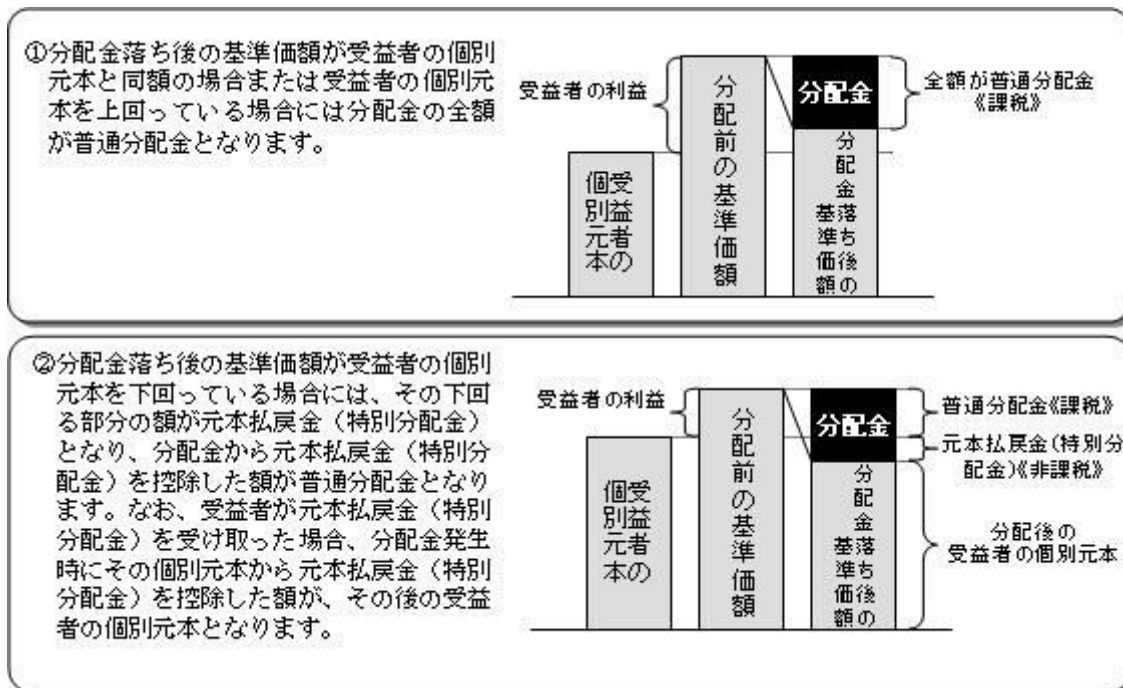 ①分配金落ち後の基準価額が受益者の個別
元本と同額の場合または受益者の個別元
本を上回っている場合には分配金の全額
が普通分配金となります。
受益者の利益
個別元本
受益者の
分配前の基準価額
分配金
分配金落ち後の
基準価額
全額が普通分配金
《課税》
②分配金落ち後の基準価額が受益者の個別
元本を下回っている場合には、その下回
る部分の額が元本払戻金（特別分配金）
となり、分配金から元本払戻金（特別分
配金）を控除した額が普通分配金となり
ます。なお、受益者が元本払戻金（特別
分配金）を受け取った場合、分配金発生
時にその個別元本から元本払戻金（特別
分配金）を控除した額が、その後の受益
者の個別元本となります。
受益者の利益
受益者の
個別元本
分配前の基準価額
分配金
分配金落ち後の
基準価額
普通分配金《課税》
元本払戻金(特別分
配金)《非課税》
分配後の
受益者の個別元本